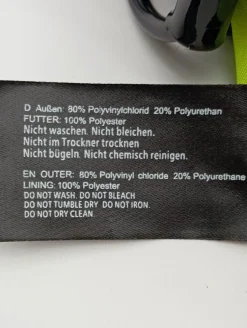 D Außen: 80% Polyvinylchlorid 20% Polyurethan
FUTTER: 100% Polyester
Nicht waschen. Nicht bleichen.
Nicht im Trockner trocknen
Nicht bügeln. Nicht chemisch reinigen.
EN OUTER: 80% Polyvinyl chloride 20% Polyurethane
LINING: 100% Polyester
DO NOT WASH. DO NOT BLEACH
DO NOT TUMBLE DRY. DO NOT IRON.
DO NOT DRY CLEAN.